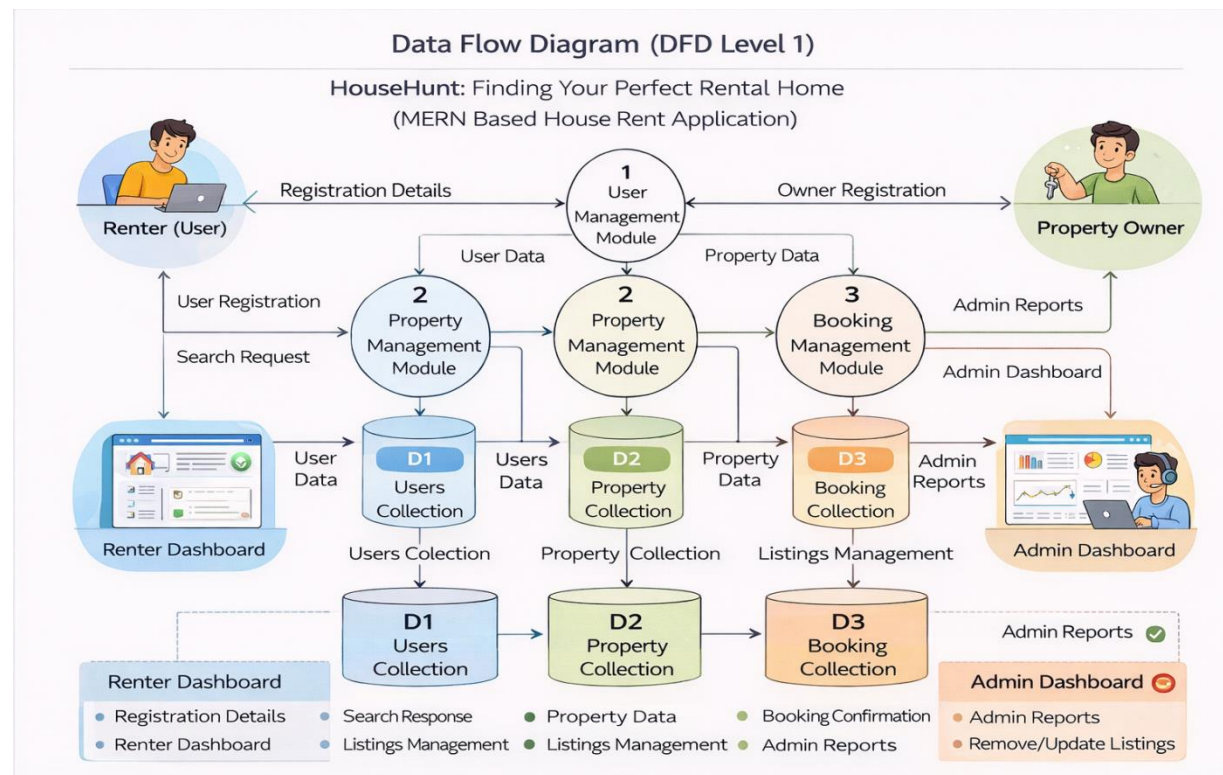 Data Flow Diagram (DFD Level 1)
HouseHunt: Finding Your Perfect Rental Home
(MERN Based House Rent Application)
Renter (User)
Registration Details
1
User
Management
Module
Owner Registration
Property Owner
User Data
Property Data
User Registration
Search Request
2
Property
Management
Module
2
Property
Management
Module
3
Booking
Management
Module
Admin Reports
Admin Dashboard
Renter Dashboard
User
Data
D1
Users
Collection
Users
Data
D2
Property
Collection
Property
Data
D3
Booking
Collection
Admin
Reports
Admin Dashboard
Users Colection
Property Collection
Listings Management
D1
Users
Collection
D2
Property
Collection
D3
Booking
Collection
Admin Reports
Renter Dashboard
Admin Dashboard
Registration Details
Search Response
Property Data
Booking Confirmation
Admin Reports
Renter Dashboard
Listings Management
Listings Management
Admin Reports
Remove/Update Listings